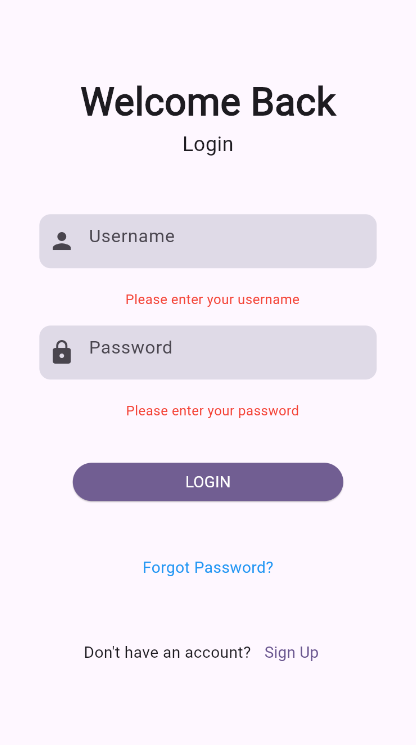 Welcome Back
Login
Username
Please enter your username
Password
Please enter your password
LOGIN
Forgot Password?
Don't have an account? Sign Up